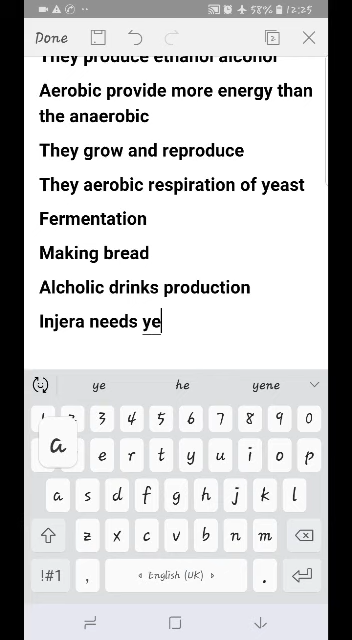 58% 12:25
Done
They produce ethanol alcohol
Aerobic provide more energy than
the anaerobic
They grow and reproduce
They aerobic respiration of yeast
Fermentation
Making bread
Alcholic drinks production
Injera needs ye
ye he yene
1 2 3 4 5 6 7 8 9 0
a e r t y u i o p
a s d f g h j k l
z x c v b n m
!#1 , English (UK) .